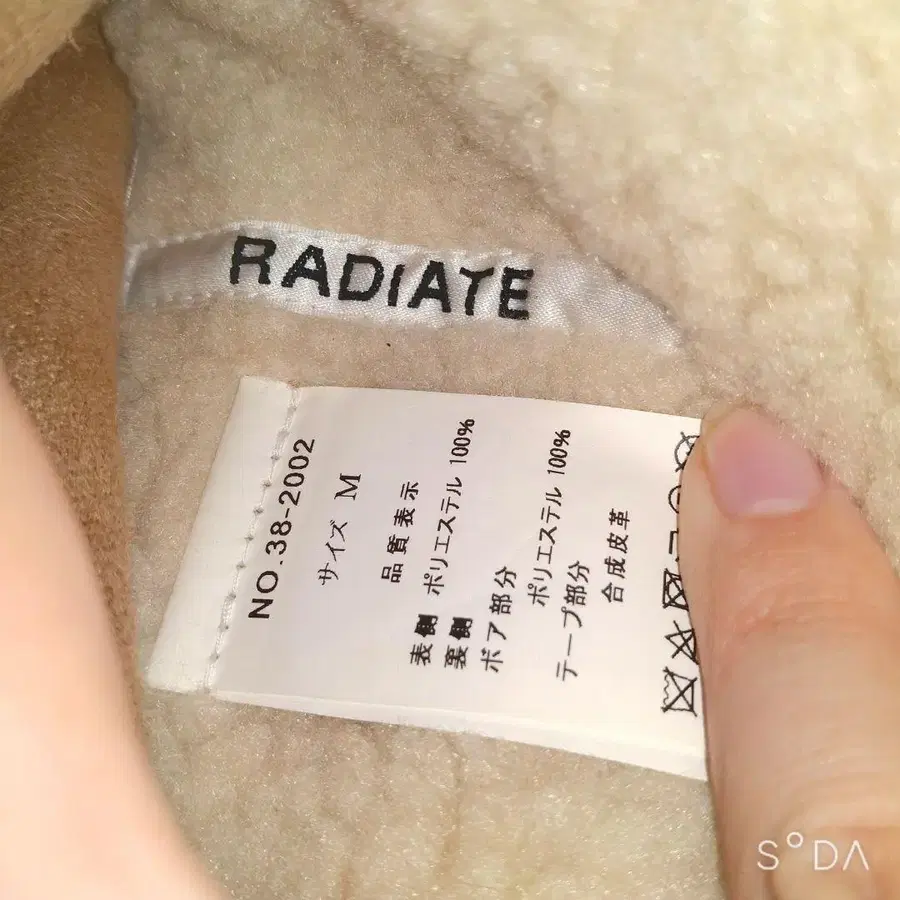 RADIATE
NO.38-2002
サイズ M
品質表示
表側 ポリエステル 100%
裏側
ボア部分
ポリエステル 100%
テープ部分
合成皮革
SODA